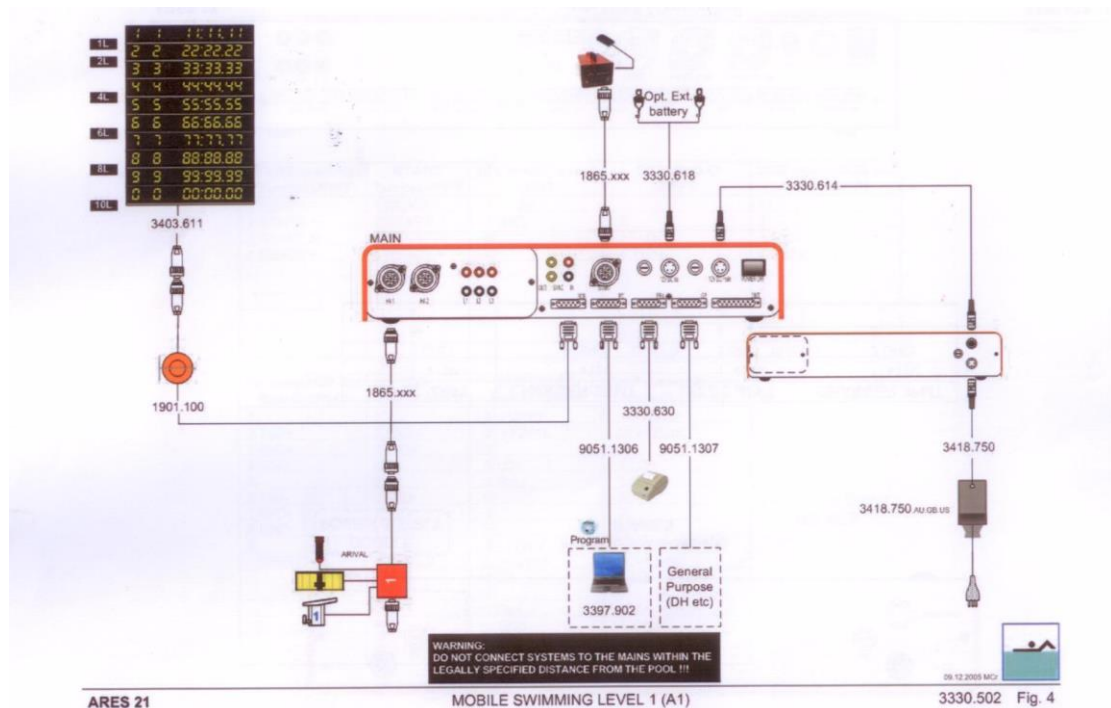 1 1 11:11.11
1L
2 2 22:22.22
2L
3 3 33:33.33
4 4 44:44.44
4L
5 5 55:55.55
6 6 66:66.66
6L
7 7 77:77.77
8 8 88:88.88
8L
9 9 99:99.99
0 0 00:00.00
10L
3403.611
Opt. Ext.
battery
1865.xxx
3330.618
3330.614
MAIN
1901.100
1865.xxx
3330.630
9051.1306
9051.1307
3418.750
3418.750.AU.GB.US
ARIVAL
1
1
Program
3397.902
General
Purpose
(DH etc)
WARNING:
DO NOT CONNECT SYSTEMS TO THE MAINS WITHIN THE
LEGALLY SPECIFIED DISTANCE FROM THE POOL !!!
09.12.2005 MCr
ARES 21
MOBILE SWIMMING LEVEL 1 (A1)
3330.502 Fig. 4